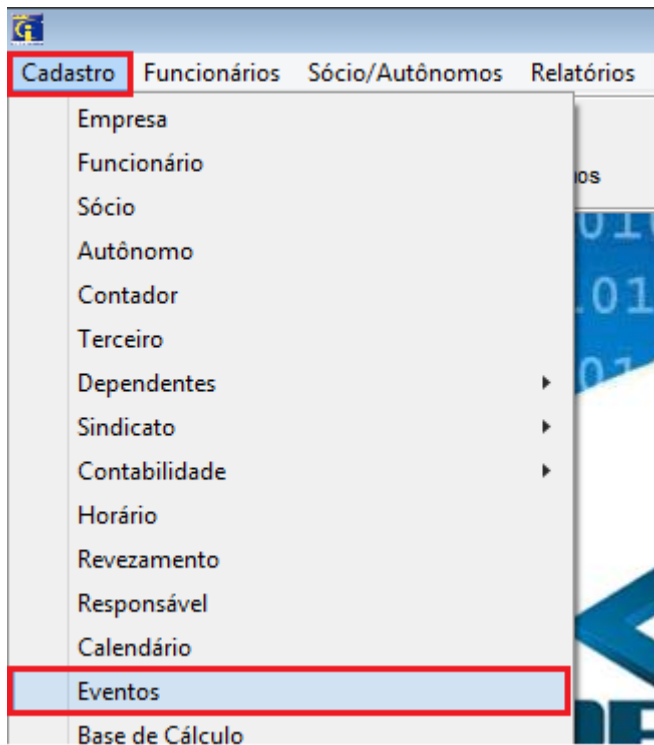 Cadastro Funcionários Sócio/Autônomos Relatórios
Empresa
Funcionário
Sócio
Autônomo
Contador
Terceiro
Dependentes
Sindicato
Contabilidade
Horário
Revezamento
Responsável
Calendário
Eventos
Base de Cálculo